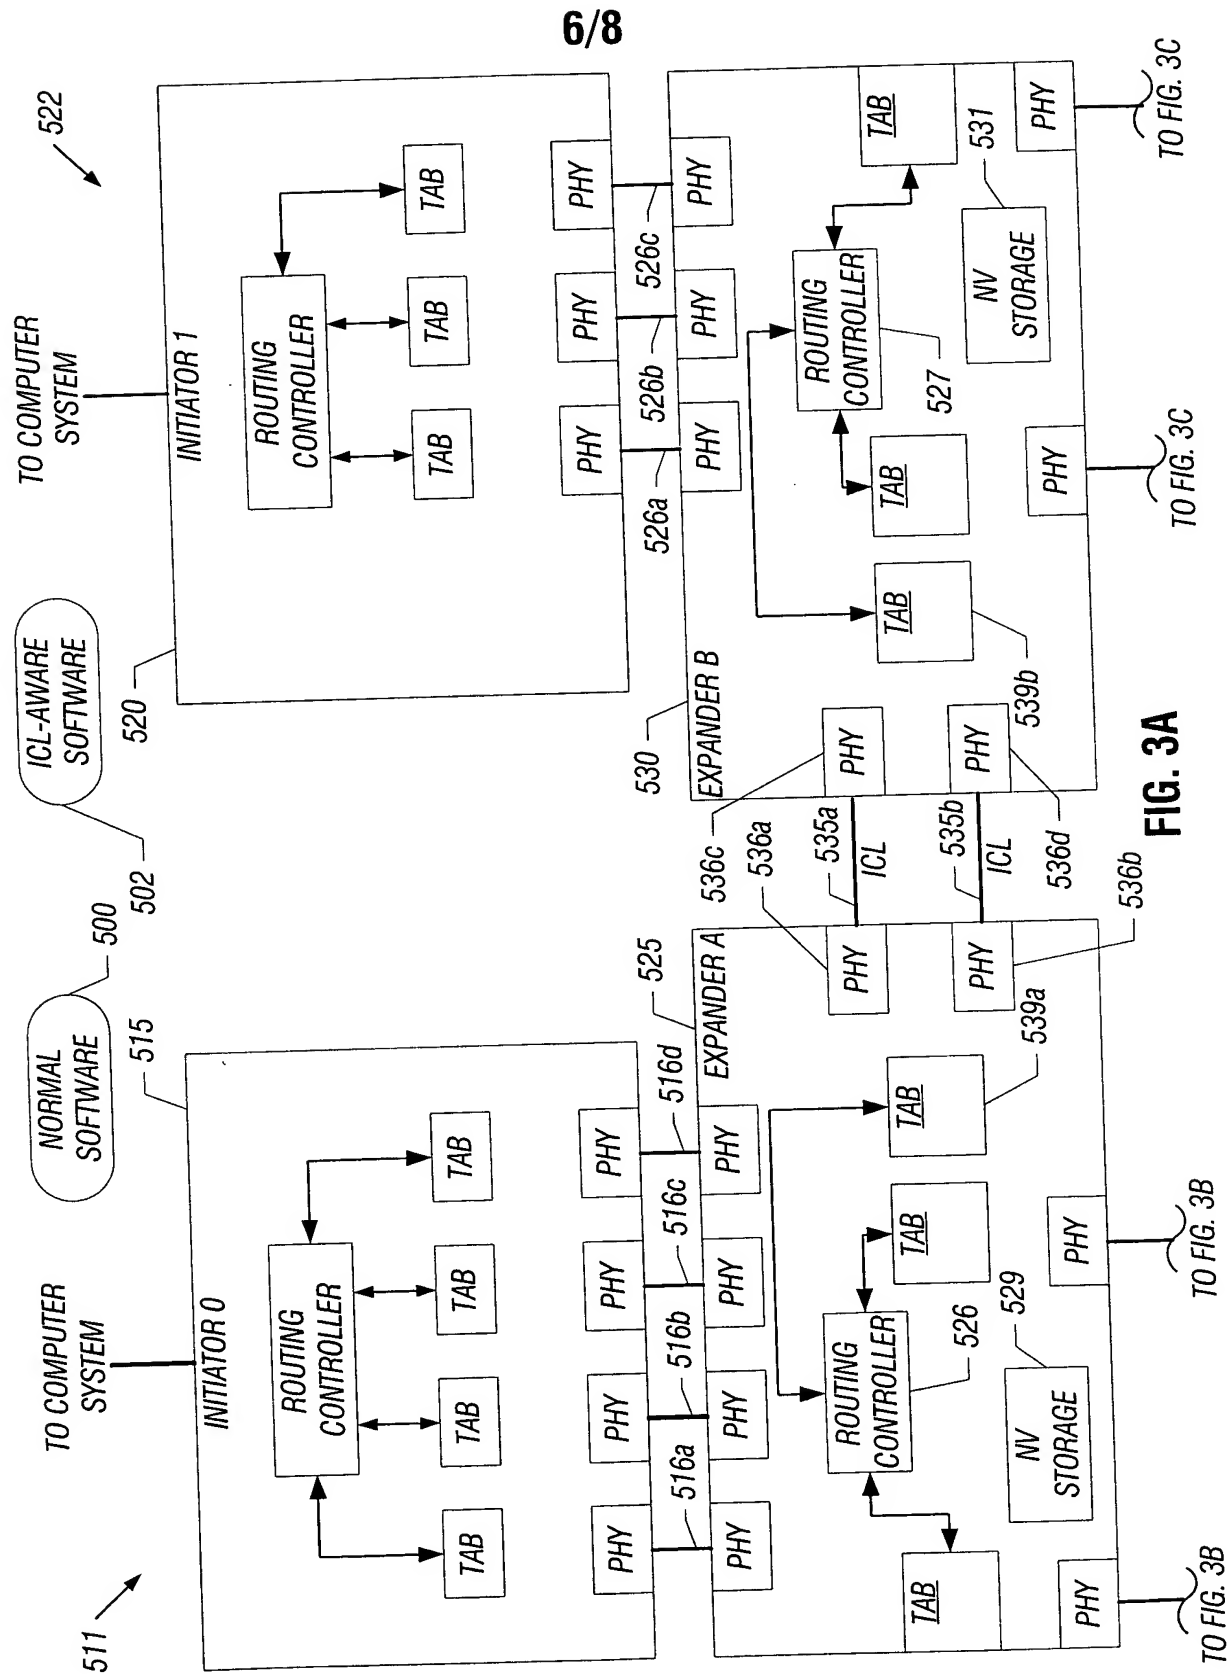 6/8
511
522
TO COMPUTER
SYSTEM
NORMAL
SOFTWARE
500
ICL-AWARE
SOFTWARE
502
TO COMPUTER
SYSTEM
515
INITIATOR 0
ROUTING
CONTROLLER
TAB
TAB
TAB
TAB
PHY
PHY
PHY
PHY
520
INITIATOR 1
ROUTING
CONTROLLER
TAB
TAB
TAB
PHY
PHY
PHY
516a
516b
516c
516d
526a
526b
526c
525
EXPANDER A
PHY
PHY
PHY
PHY
ROUTING
CONTROLLER
526
TAB
TAB
TAB
539a
NV
STORAGE
529
PHY
PHY
PHY
PHY
536a
536b
535a
ICL
535b
ICL
536c
536d
530
EXPANDER B
PHY
PHY
PHY
PHY
PHY
ROUTING
CONTROLLER
527
TAB
TAB
TAB
539b
NV
STORAGE
531
PHY
PHY
TO FIG. 3B
TO FIG. 3B
TO FIG. 3C
TO FIG. 3C
FIG. 3A